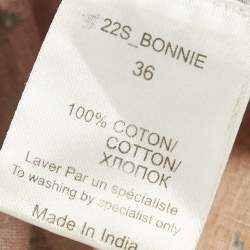 22S_BONNIE
36
100% COTON/
COTTON/
ХЛОПОК
Laver Par un spécialiste
To washing by specialist only
Made In India